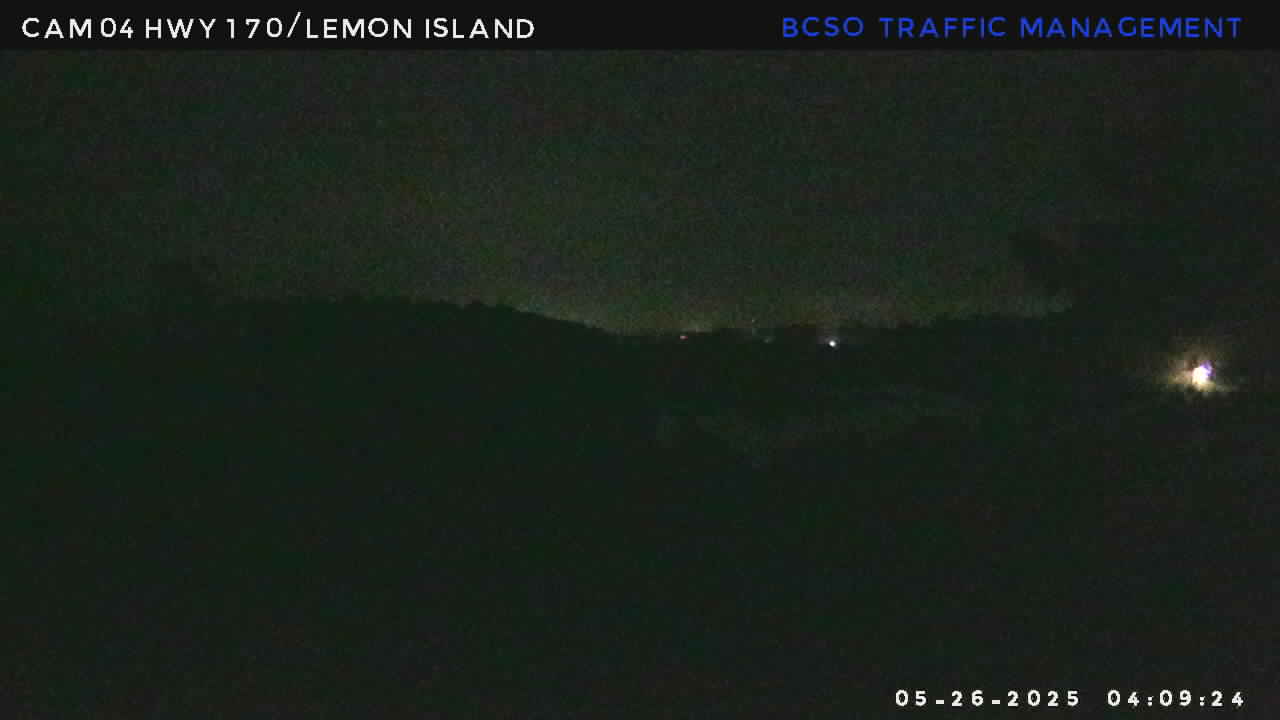 CAM 04 HWY 170/LEMON ISLAND
BCSO TRAFFIC MANAGEMENT
05-26-2025 04:09:24